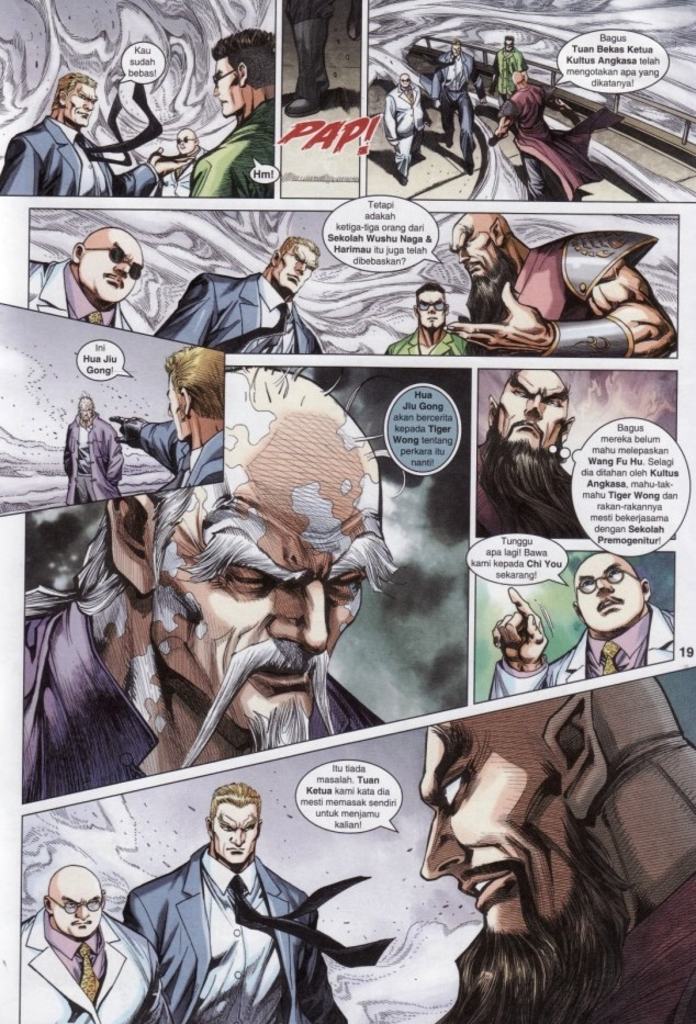 Kau
sudah
bebas!
Hm!
PAP!
Bagus
Tuan Bekas Ketua
Kultus Angkasa telah
mengotakan apa yang
dikatanya!
Tetapi
adakah
ketiga-tiga orang dari
Sekolah Wushu Naga &
Harimau itu juga telah
dibebaskan?
Ini
Hua Jiu
Gong!
Hua
Jiu Gong
akan bercerita
kepada Tiger
Wong tentang
perkara itu
nanti!
Bagus
mereka belum
mahu melepaskan
Wang Fu Hu. Selagi
dia ditahan oleh Kultus
Angkasa, mahu-tak-
mahu Tiger Wong dan
rakan-rakannya
mesti bekerjasama
dengan Sekolah
Premogenitur!
Tunggu
apa lagi! Bawa
kami kepada Chi You
sekarang!
19
Itu tiada
masalah. Tuan
Ketua kami kata dia
mesti memasak sendiri
untuk menjamu
kalian!